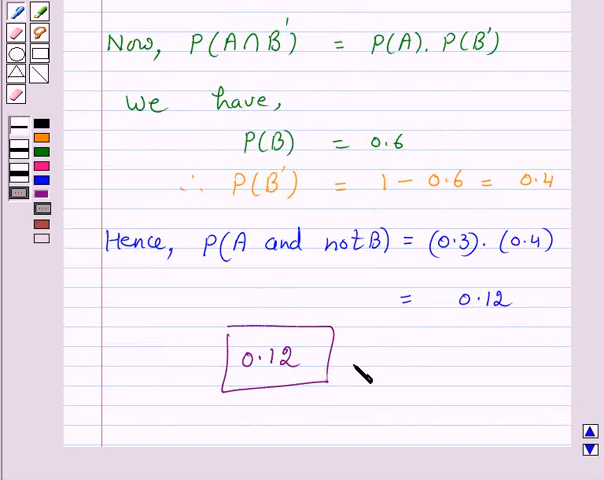 Now, P(A∩B') = P(A). P(B')
We have,
P(B) = 0.6
∴ P(B') = 1 - 0.6 = 0.4
Hence, P(A and not B) = (0.3). (0.4)
= 0.12
0.12